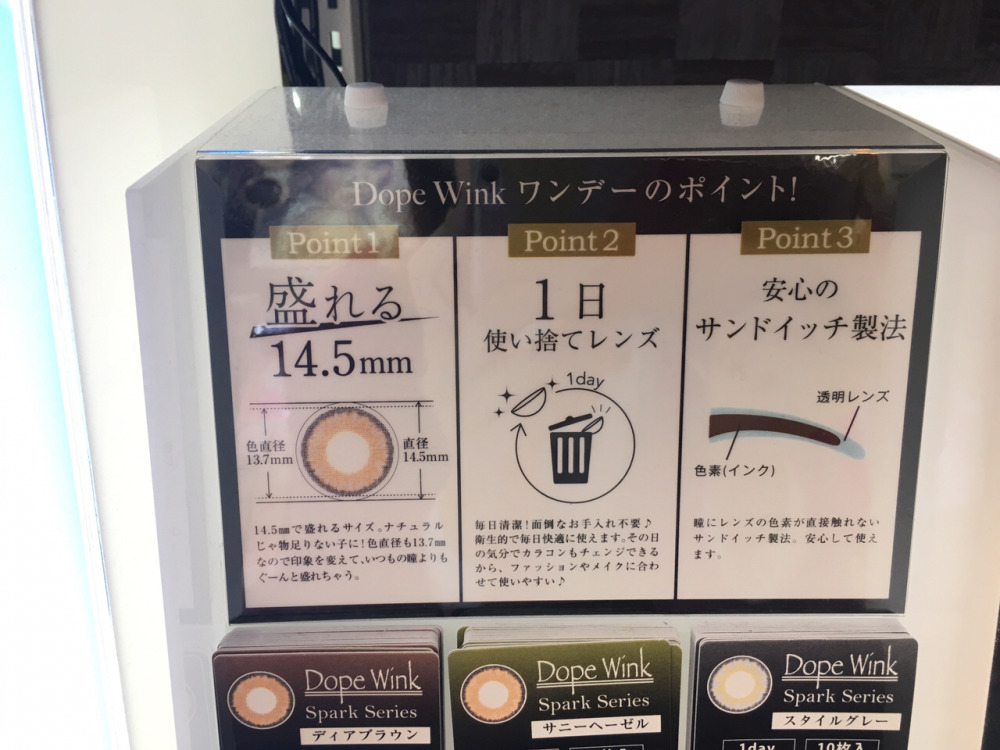 Dope Wink ワンデーのポイント!
Point1
盛れる
14.5mm
色直径
13.7mm
直径
14.5mm
14.5㎜で盛れるサイズ。ナチュラル
じゃ物足りない子に!色直径も13.7㎜
なので印象を変えて、いつもの瞳よりも
ぐーんと盛れちゃう。
Point2
1日
使い捨てレンズ
1day
毎日清潔!面倒なお手入れ不要♪
衛生的で毎日快適に使えます。その日
の気分でカラコンもチェンジできる
から、ファッションやメイクに合わ
せて使いやすい♪
Point3
安心の
サンドイッチ製法
透明レンズ
色素(インク)
瞳にレンズの色素が直接触れない
サンドイッチ製法。安心して使え
ます。
Dope Wink
Spark Series
ディアブラウン
Dope Wink
Spark Series
サニーヘーゼル
Dope Wink
Spark Series
スタイルグレー
1day
10枚入